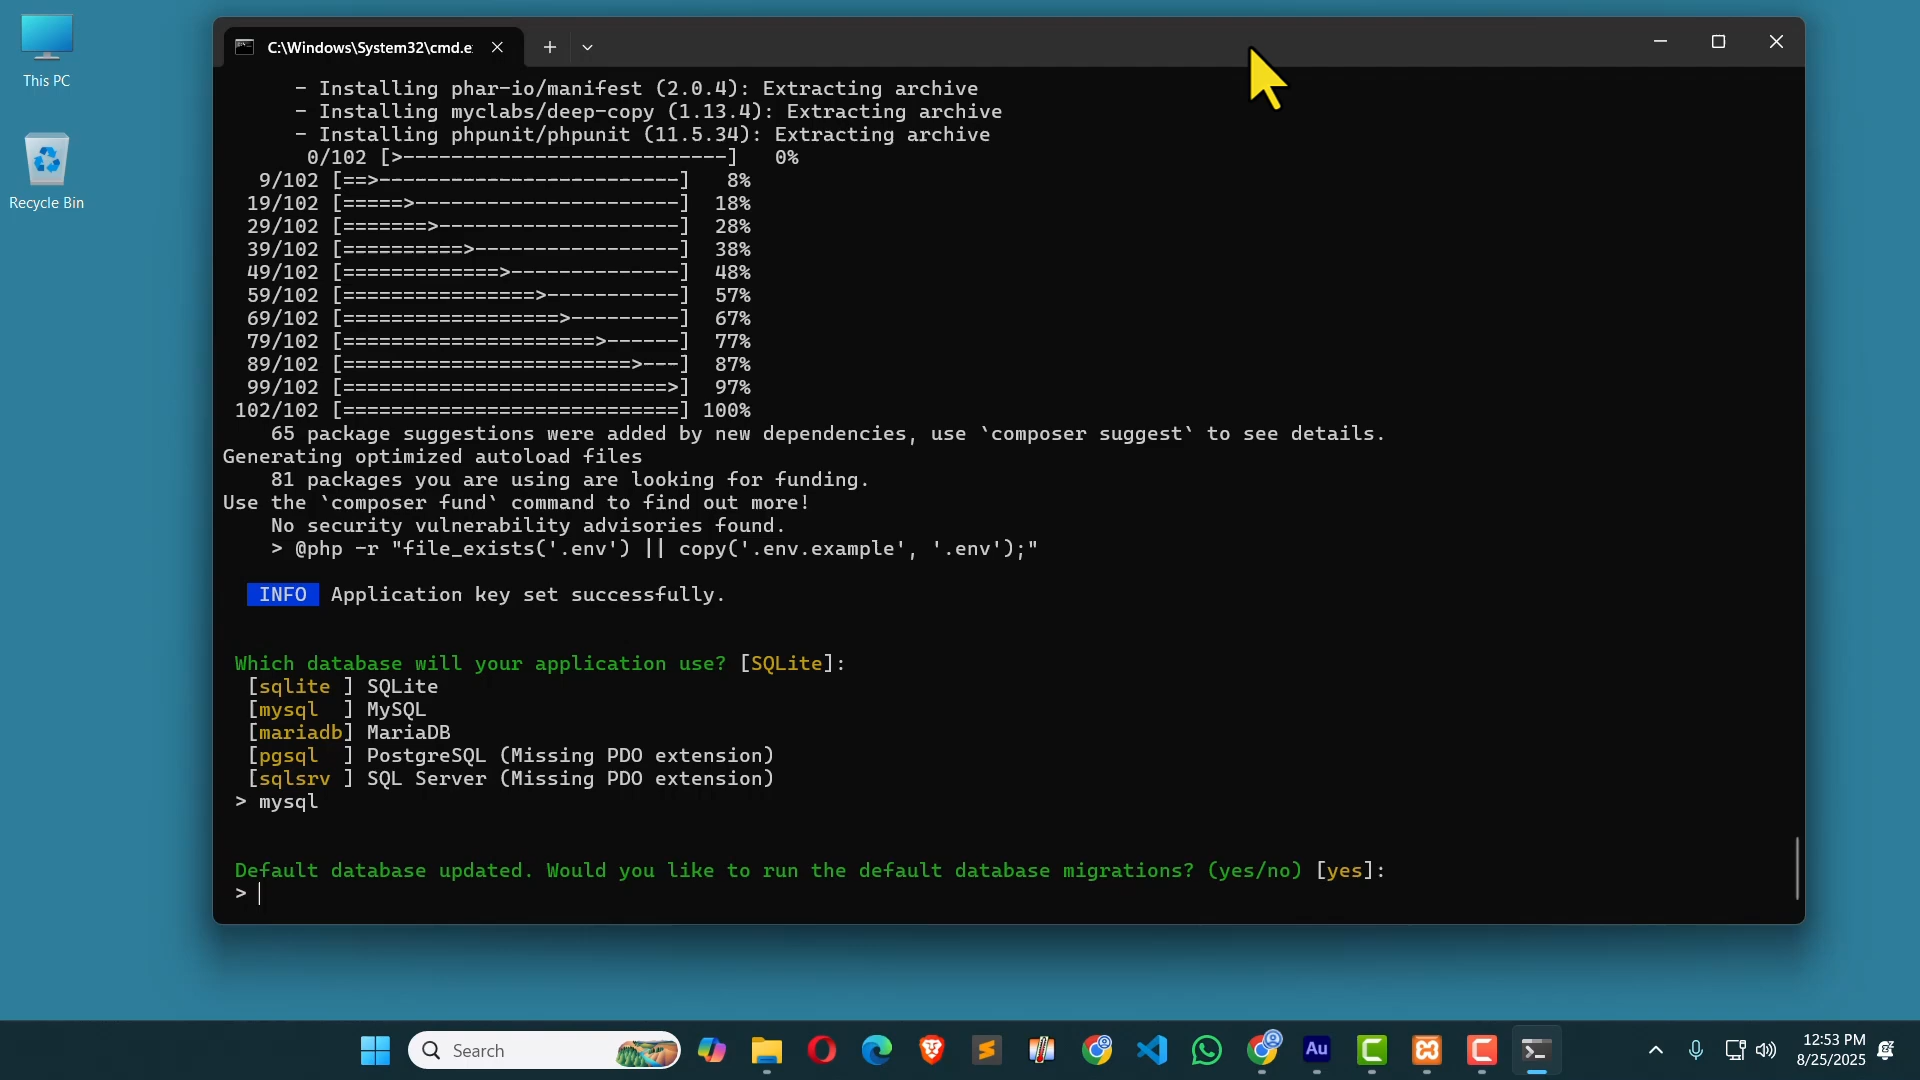 This PC
Recycle Bin
C:\Windows\System32\cmd.e
- Installing phar-io/manifest (2.0.4): Extracting archive
- Installing myclabs/deep-copy (1.13.4): Extracting archive
- Installing phpunit/phpunit (11.5.34): Extracting archive
0/102 [>---------------------------]   0%
9/102 [==>-------------------------]   8%
19/102 [=====>----------------------]  18%
29/102 [=======>--------------------]  28%
39/102 [==========>-----------------]  38%
49/102 [=============>--------------]  48%
59/102 [================>-----------]  57%
69/102 [==================>---------]  67%
79/102 [=====================>------]  77%
89/102 [========================>---]  87%
99/102 [===========================>]  97%
102/102 [============================] 100%
65 package suggestions were added by new dependencies, use `composer suggest` to see details.
Generating optimized autoload files
81 packages you are using are looking for funding.
Use the `composer fund` command to find out more!
No security vulnerability advisories found.
> @php -r "file_exists('.env') || copy('.env.example', '.env');"
INFO Application key set successfully.
Which database will your application use? [SQLite]:
[sqlite ] SQLite
[mysql  ] MySQL
[mariadb] MariaDB
[pgsql  ] PostgreSQL (Missing PDO extension)
[sqlsrv ] SQL Server (Missing PDO extension)
> mysql
Default database updated. Would you like to run the default database migrations? (yes/no) [yes]:
>
Search
Au
12:53 PM
8/25/2025